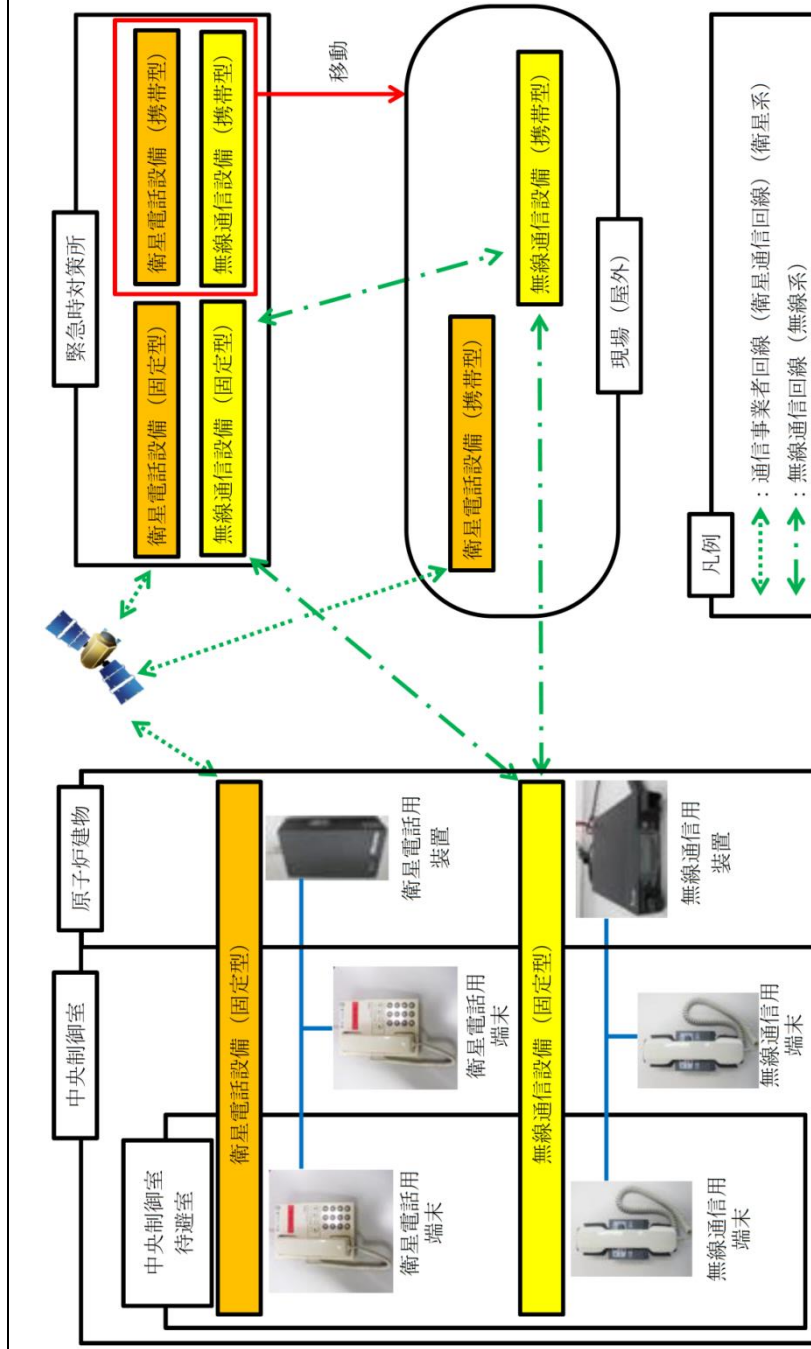 中央制御室
原子炉建物
中央制御室
待避室
衛星電話設備（固定型）
衛星電話用
端末
衛星電話用
端末
衛星電話用
装置
無線通信設備（固定型）
無線通信用
端末
無線通信用
端末
無線通信用
装置
緊急時対策所
衛星電話設備（固定型）
衛星電話設備（携帯型）
無線通信設備（固定型）
無線通信設備（携帯型）
移動
衛星電話設備（携帯型）
無線通信設備（携帯型）
現場（屋外）
凡例
：通信事業者回線（衛星通信回線）（衛星系）
：無線通信回線（無線系）